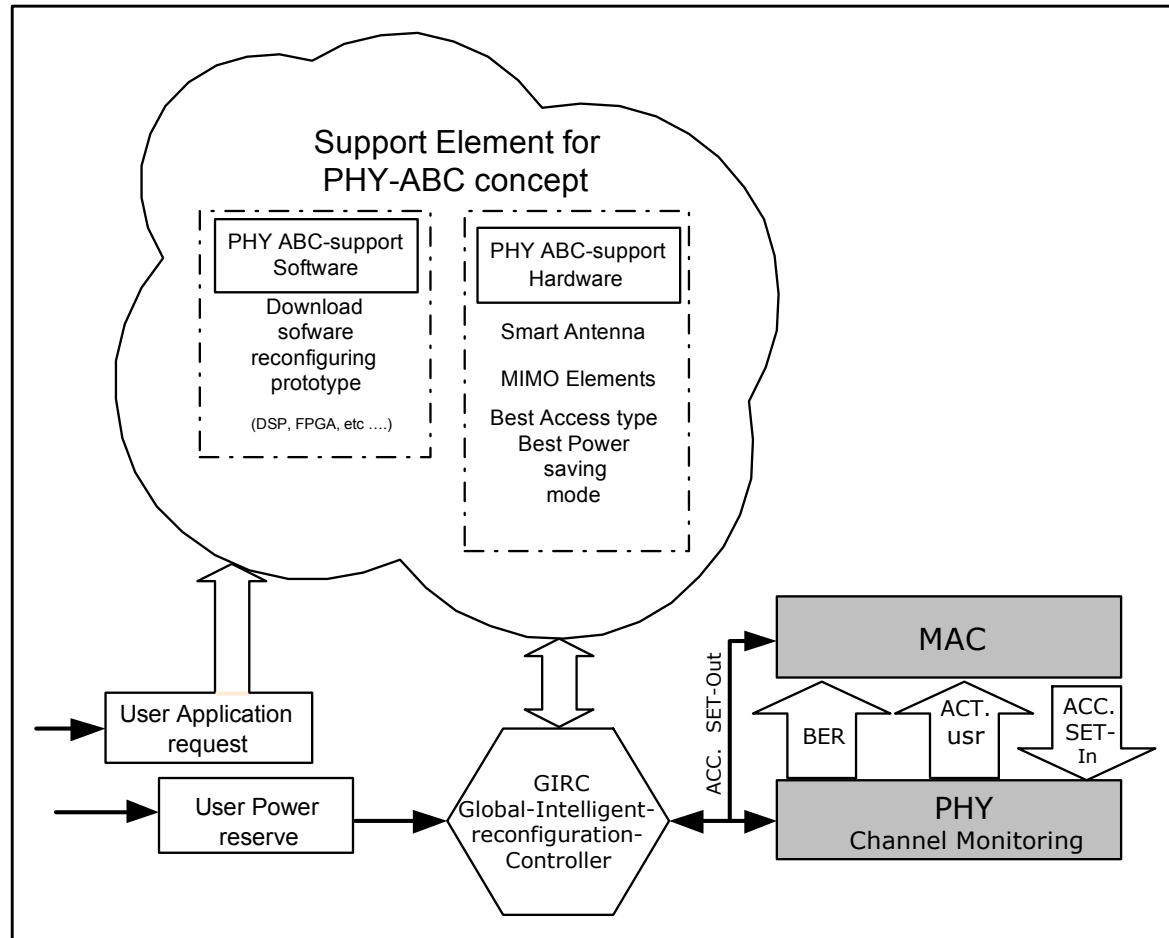 Support Element for
PHY-ABC concept
PHY ABC-support
Software
Download
sofware
reconfiguring
prototype
(DSP, FPGA, etc ….)
PHY ABC-support
Hardware
Smart Antenna
MIMO Elements
Best Access type
Best Power
saving
mode
User Application
request
User Power
reserve
GIRC
Global-Intelligent-
reconfiguration-
Controller
ACC. SET-Out
MAC
BER
ACT.
usr
ACC.
SET-
In
PHY
Channel Monitoring